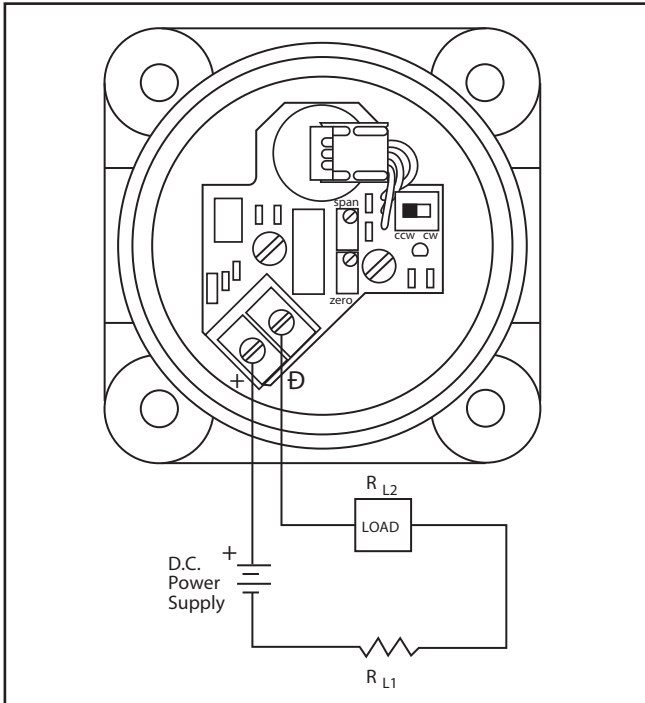 span
ccw cw
zero
+ Đ
R L2
LOAD
+
D.C.
Power
Supply
R L1